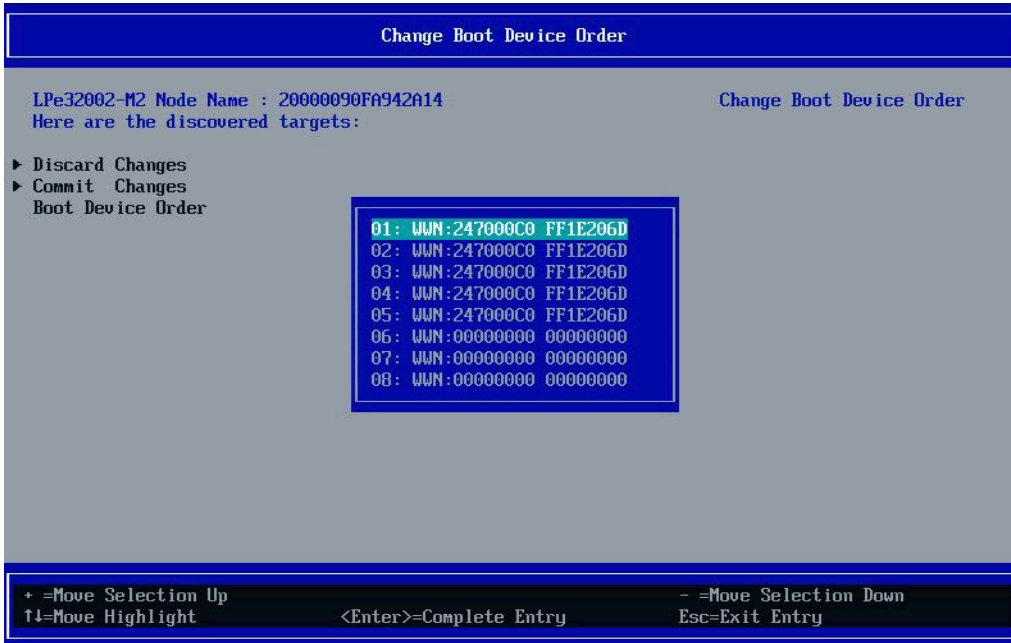 Change Boot Device Order
LPe32002-M2 Node Name : 20000090FA942A14
Change Boot Device Order
Here are the discovered targets:
▶ Discard Changes
▶ Commit  Changes
Boot Device Order
01: WWN:247000C0 FF1E206D
02: WWN:247000C0 FF1E206D
03: WWN:247000C0 FF1E206D
04: WWN:247000C0 FF1E206D
05: WWN:247000C0 FF1E206D
06: WWN:00000000 00000000
07: WWN:00000000 00000000
08: WWN:00000000 00000000
+ =Move Selection Up
- =Move Selection Down
↑↓=Move Highlight
<Enter>=Complete Entry
Esc=Exit Entry